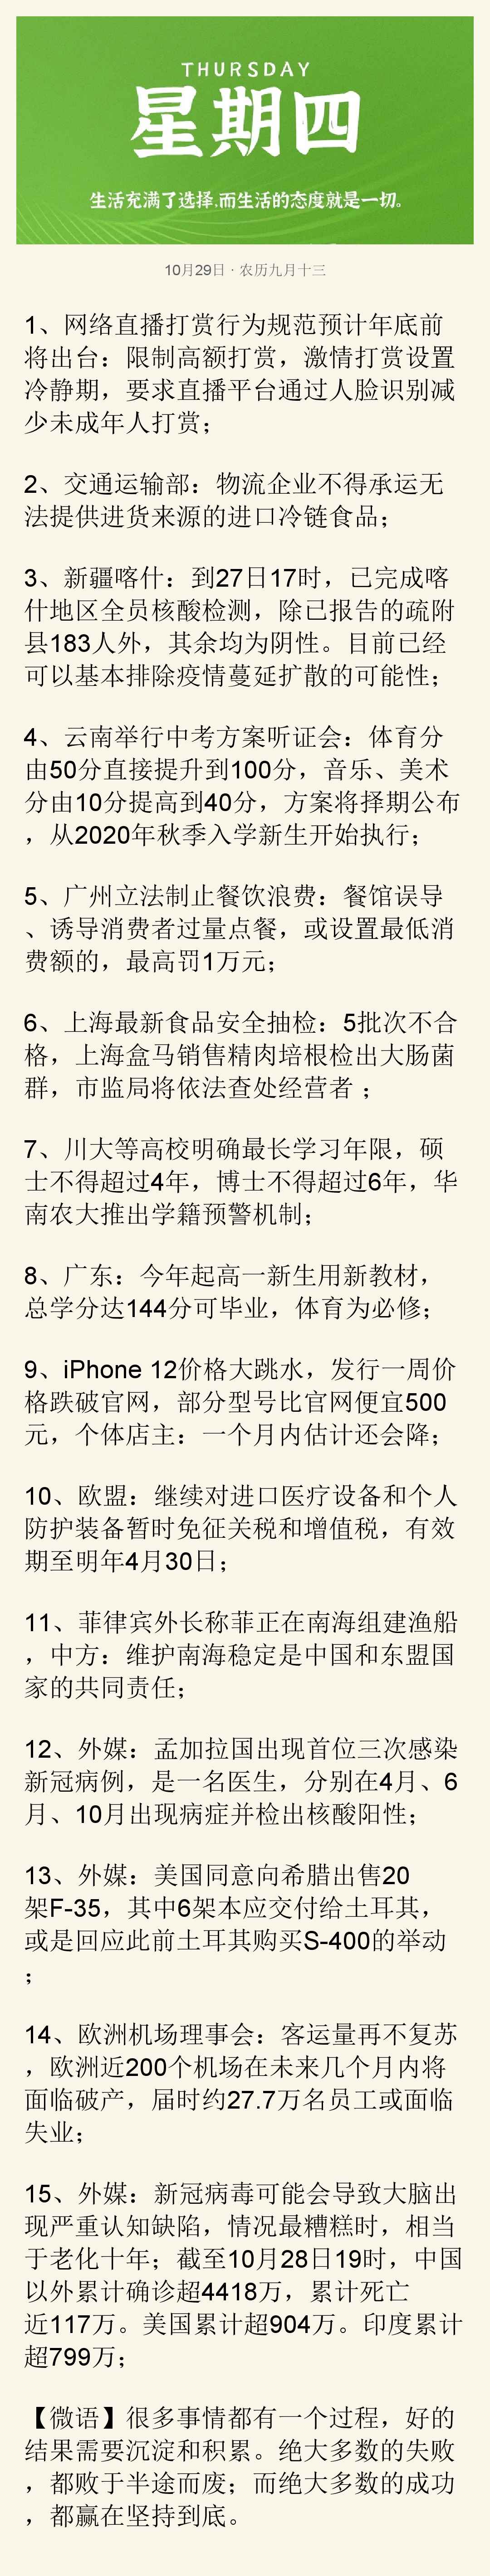 THURSDAY
星期四
生活充满了选择,而生活的态度就是一切。
10月29日 · 农历九月十三
1、网络直播打赏行为规范预计年底前
将出台：限制高额打赏，激情打赏设置
冷静期，要求直播平台通过人脸识别减
少未成年人打赏；
2、交通运输部：物流企业不得承运无
法提供进货来源的进口冷链食品；
3、新疆喀什：到27日17时，已完成喀
什地区全员核酸检测，除已报告的疏附
县183人外，其余均为阴性。目前已经
可以基本排除疫情蔓延扩散的可能性；
4、云南举行中考方案听证会：体育分
由50分直接提升到100分，音乐、美术
分由10分提高到40分，方案将择期公布
，从2020年秋季入学新生开始执行；
5、广州立法制止餐饮浪费：餐馆误导
、诱导消费者过量点餐，或设置最低消
费额的，最高罚1万元；
6、上海最新食品安全抽检：5批次不合
格，上海盒马销售精肉培根检出大肠菌
群，市监局将依法查处经营者 ；
7、川大等高校明确最长学习年限，硕
士不得超过4年，博士不得超过6年，华
南农大推出学籍预警机制；
8、广东：今年起高一新生用新教材，
总学分达144分可毕业，体育为必修；
9、iPhone 12价格大跳水，发行一周价
格跌破官网，部分型号比官网便宜500
元，个体店主：一个月内估计还会降；
10、欧盟：继续对进口医疗设备和个人
防护装备暂时免征关税和增值税，有效
期至明年4月30日；
11、菲律宾外长称菲正在南海组建渔船
，中方：维护南海稳定是中国和东盟国
家的共同责任；
12、外媒：孟加拉国出现首位三次感染
新冠病例，是一名医生，分别在4月、6
月、10月出现病症并检出核酸阳性；
13、外媒：美国同意向希腊出售20
架F-35，其中6架本应交付给土耳其，
或是回应此前土耳其购买S-400的举动
；
14、欧洲机场理事会：客运量再不复苏
，欧洲近200个机场在未来几个月内将
面临破产，届时约27.7万名员工或面临
失业；
15、外媒：新冠病毒可能会导致大脑出
现严重认知缺陷，情况最糟糕时，相当
于老化十年；截至10月28日19时，中国
以外累计确诊超4418万，累计死亡
近117万。美国累计超904万。印度累计
超799万；
【微语】很多事情都有一个过程，好的
结果需要沉淀和积累。绝大多数的失败
，都败于半途而废；而绝大多数的成功
，都赢在坚持到底。